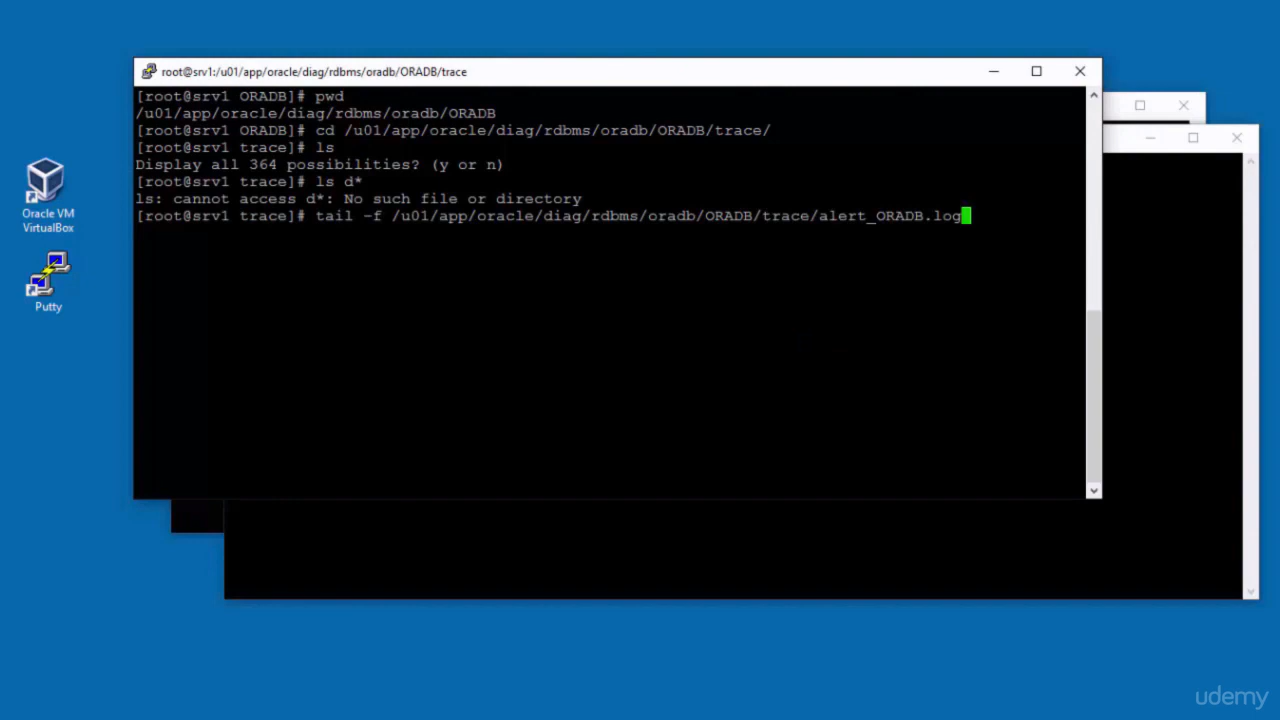 root@srv1:/u01/app/oracle/diag/rdbms/oradb/ORADB/trace
[root@srv1 ORADB]# pwd
/u01/app/oracle/diag/rdbms/oradb/ORADB
[root@srv1 ORADB]# cd /u01/app/oracle/diag/rdbms/oradb/ORADB/trace/
[root@srv1 trace]# ls
Display all 364 possibilities? (y or n)
[root@srv1 trace]# ls d*
ls: cannot access d*: No such file or directory
[root@srv1 trace]# tail -f /u01/app/oracle/diag/rdbms/oradb/ORADB/trace/alert_ORADB.log
Oracle VM
VirtualBox
Putty
udemy